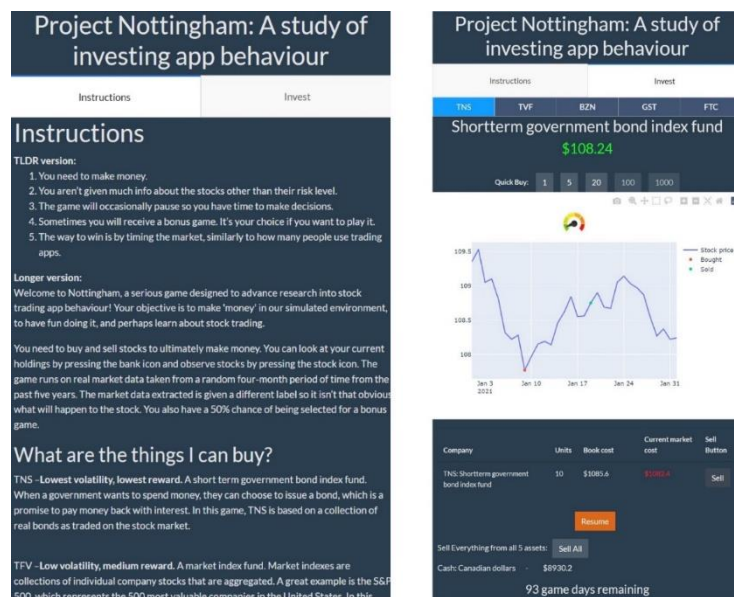 Project Nottingham: A study of
investing app behaviour
Instructions
Invest
Instructions
TLDR version:
1. You need to make money.
2. You aren't given much info about the stocks other than their risk level.
3. The game will occasionally pause so you have time to make decisions.
4. Sometimes you will receive a bonus game. It's your choice if you want to play it.
5. The way to win is by timing the market, similarly to how many people use trading
apps.
Longer version:
Welcome to Nottingham, a serious game designed to advance research into stock
trading app behaviour! Your objective is to make 'money' in our simulated environment,
to have fun doing it, and perhaps learn about stock trading.
You need to buy and sell stocks to ultimately make money. You can look at your current
holdings by pressing the bank icon and observe stocks by pressing the stock icon. The
game runs on real market data taken from a random four-month period of time from the
past five years. The market data extracted is given a different label so it isn't that obvious
what will happen to the stock. You also have a 50% chance of being selected for a bonus
game.
What are the things I can buy?
TNS –Lowest volatility, lowest reward. A short term government bond index fund.
When a government wants to spend money, they can choose to issue a bond, which is a
promise to pay money back with interest. In this game, TNS is based on a collection of
real bonds as traded on the stock market.
TFV –Low volatility, medium reward. A market index fund. Market indexes are
collections of individual company stocks that are aggregated. A great example is the S&P
500, which represents the 500 most valuable companies in the United States. In this
Project Nottingham: A study of
investing app behaviour
Instructions
Invest
TNS TVF BZN GST FTC
Shortterm government bond index fund
$108.24
Quick Buy: 1 5 20 100 1000
109.5
109
108.5
108
Jan 3 Jan 10 Jan 17 Jan 24 Jan 31
2021
Stock price
Bought
Sold
Company Units Book cost Current market cost Sell Button
TNS: Shortterm government bond index fund 10 $1085.6 Sell
Resume
Sell Everything from all 5 assets: Sell All
Cash: Canadian dollars - $8930.2
93 game days remaining